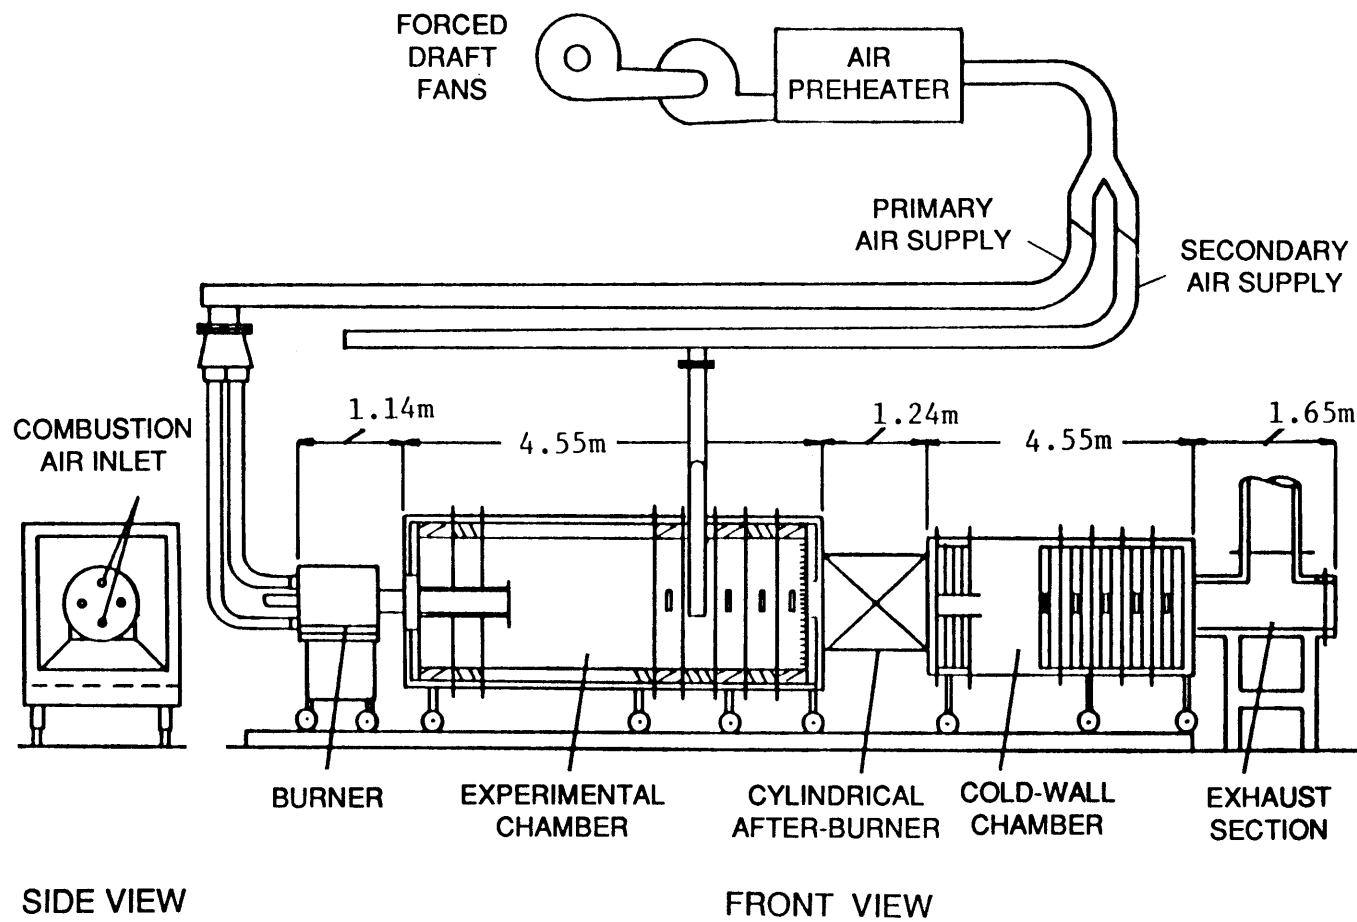 FORCED
DRAFT
FANS
AIR
PREHEATER
PRIMARY
AIR SUPPLY
SECONDARY
AIR SUPPLY
1.14m
4.55m
1.24m
4.55m
1.65m
COMBUSTION
AIR INLET
BURNER
EXPERIMENTAL
CHAMBER
CYLINDRICAL
AFTER-BURNER
COLD-WALL
CHAMBER
EXHAUST
SECTION
SIDE VIEW
FRONT VIEW